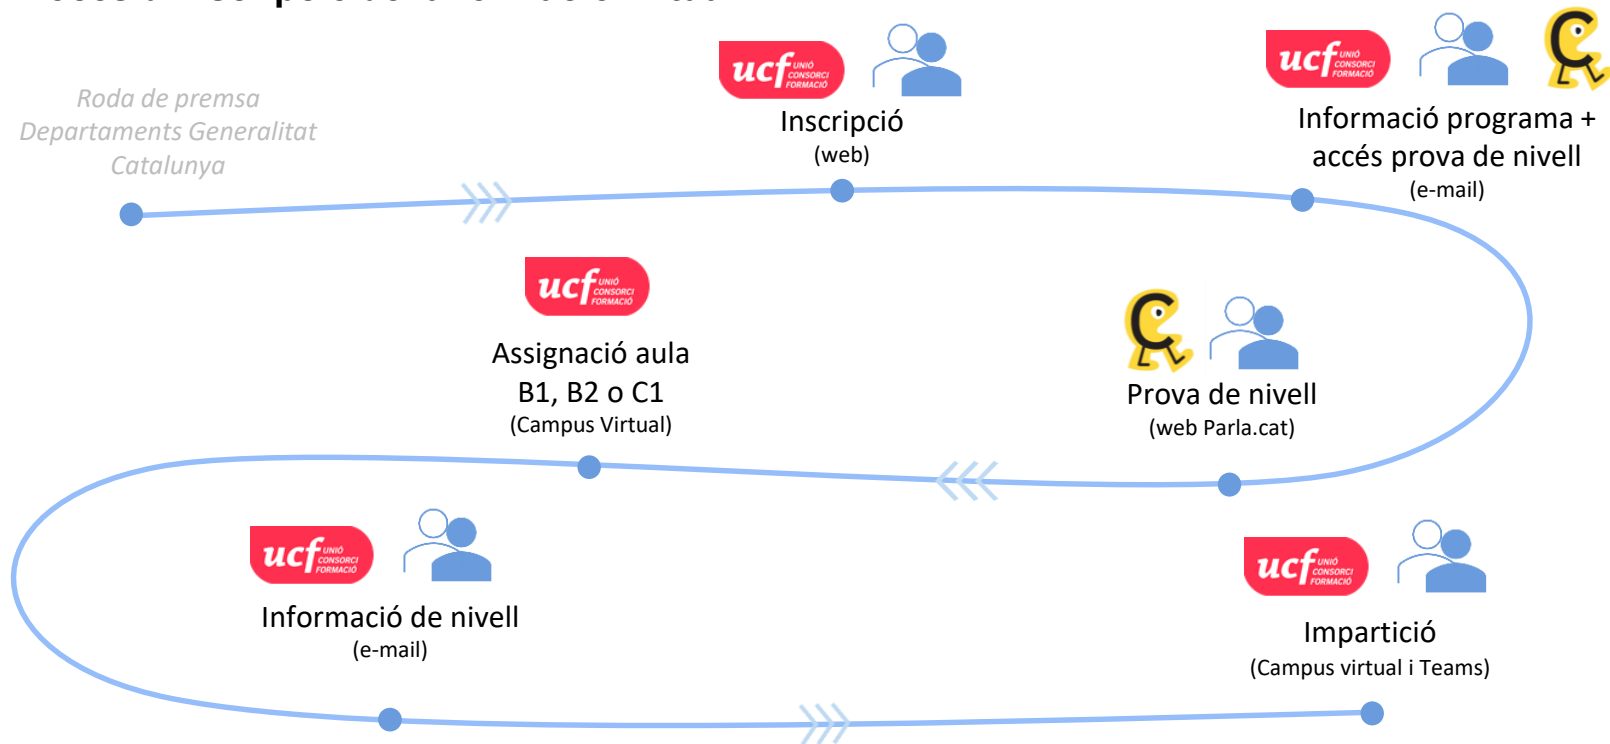 ucf UNIÓ CONSORCI FORMACIÓ
ucf UNIÓ CONSORCI FORMACIÓ
Roda de premsa
Departaments Generalitat
Catalunya
Inscripció
(web)
Informació programa +
accés prova de nivell
(e-mail)
ucf UNIÓ CONSORCI FORMACIÓ
Assignació aula
B1, B2 o C1
(Campus Virtual)
Prova de nivell
(web Parla.cat)
ucf UNIÓ CONSORCI FORMACIÓ
Informació de nivell
(e-mail)
ucf UNIÓ CONSORCI FORMACIÓ
Impartició
(Campus virtual i Teams)